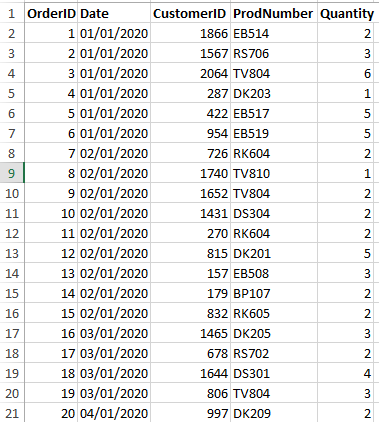 1 OrderID Date CustomerID ProdNumber Quantity
2 1 01/01/2020 1866 EB514 2
3 2 01/01/2020 1567 RS706 3
4 3 01/01/2020 2064 TV804 6
5 4 01/01/2020 287 DK203 1
6 5 01/01/2020 422 EB517 5
7 6 01/01/2020 954 EB519 5
8 7 02/01/2020 726 RK604 2
9 8 02/01/2020 1740 TV810 1
10 9 02/01/2020 1652 TV804 2
11 10 02/01/2020 1431 DS304 2
12 11 02/01/2020 270 RK604 2
13 12 02/01/2020 815 DK201 5
14 13 02/01/2020 157 EB508 3
15 14 02/01/2020 179 BP107 2
16 15 02/01/2020 832 RK605 2
17 16 03/01/2020 1465 DK205 3
18 17 03/01/2020 678 RS702 2
19 18 03/01/2020 1644 DS301 4
20 19 03/01/2020 806 TV804 3
21 20 04/01/2020 997 DK209 2